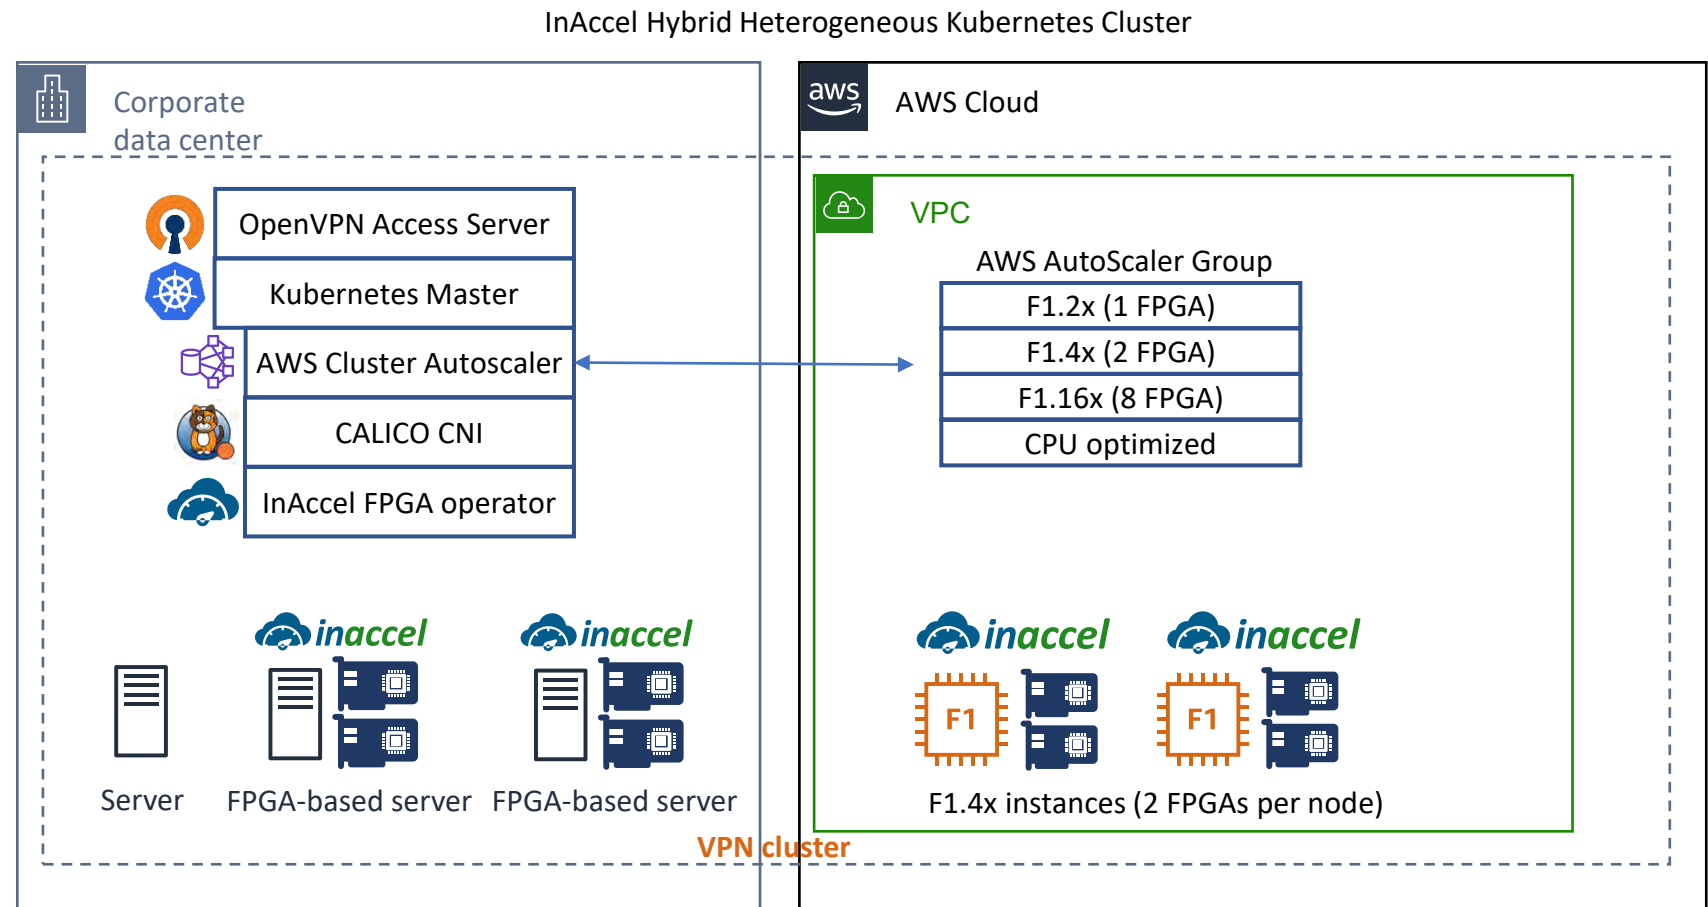 InAccel Hybrid Heterogeneous Kubernetes Cluster
Corporate
data center
OpenVPN Access Server
Kubernetes Master
AWS Cluster Autoscaler
CALICO CNI
InAccel FPGA operator
inaccel
inaccel
Server
FPGA-based server
FPGA-based server
aws
AWS Cloud
VPC
AWS AutoScaler Group
F1.2x (1 FPGA)
F1.4x (2 FPGA)
F1.16x (8 FPGA)
CPU optimized
inaccel
inaccel
F1
F1
F1.4x instances (2 FPGAs per node)
VPN cluster